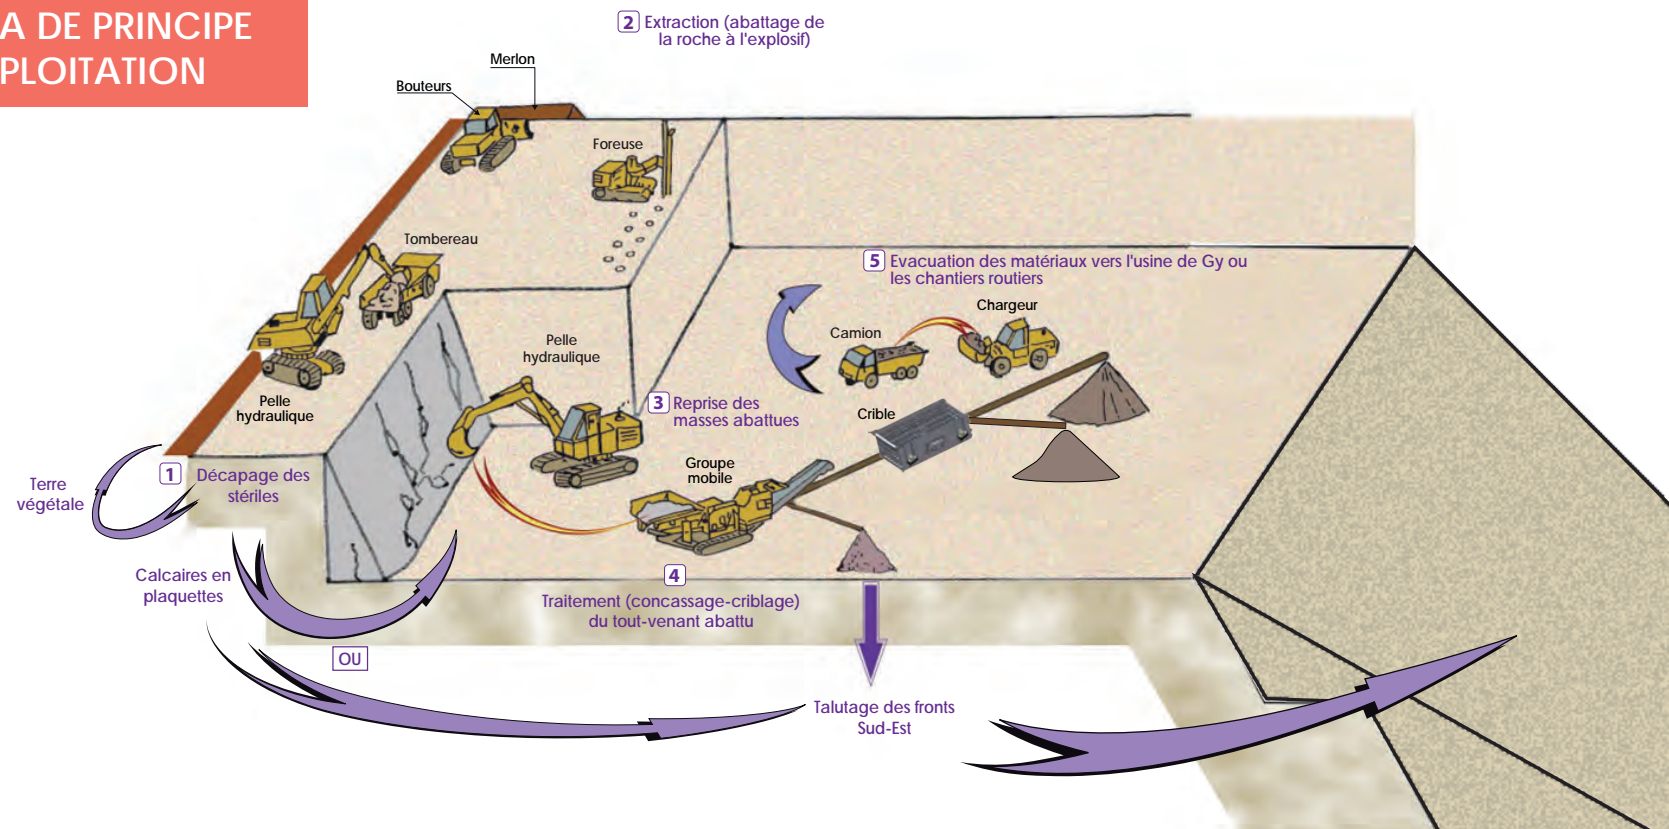 A DE PRINCIPE
PLOITATION
2 Extraction (abattage de
la roche à l'explosif)
Merlon
Bouteurs
Foreuse
Tombereau
5 Evacuation des matériaux vers l'usine de Gy ou
les chantiers routiers
Chargeur
Camion
Pelle
hydraulique
Pelle
hydraulique
3 Reprise des
masses abattues
Crible
Groupe
mobile
1 Décapage des
stériles
Terre
végétale
Calcaires en
plaquettes
4
Traitement (concassage-criblage)
du tout-venant abattu
OU
Talutage des fronts
Sud-Est